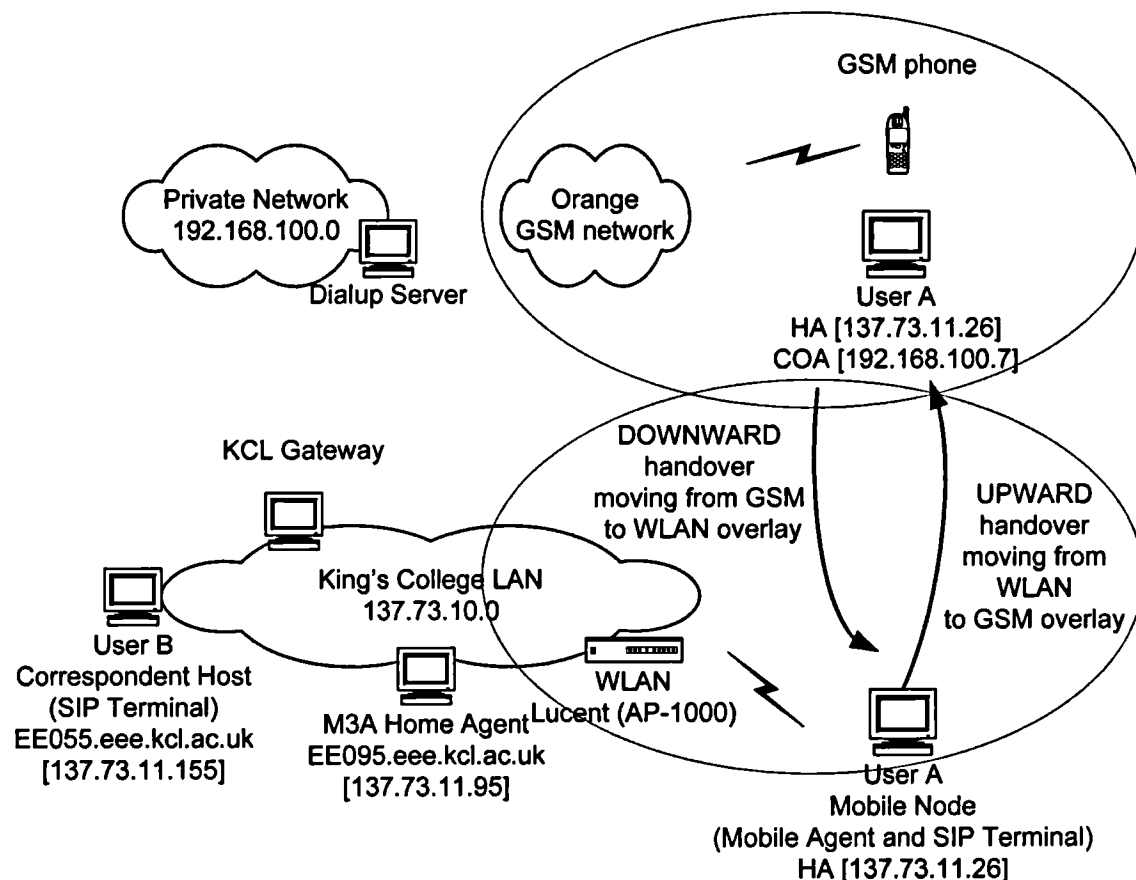 GSM phone
Private Network
192.168.100.0
Dialup Server
Orange
GSM network
User A
HA [137.73.11.26]
COA [192.168.100.7]
DOWNWARD
handover
moving from GSM
to WLAN overlay
UPWARD
handover
moving from
WLAN
to GSM overlay
KCL Gateway
King's College LAN
137.73.10.0
User B
Correspondent Host
(SIP Terminal)
EE055.eee.kcl.ac.uk
[137.73.11.155]
M3A Home Agent
EE095.eee.kcl.ac.uk
[137.73.11.95]
WLAN
Lucent (AP-1000)
User A
Mobile Node
(Mobile Agent and SIP Terminal)
HA [137.73.11.26]